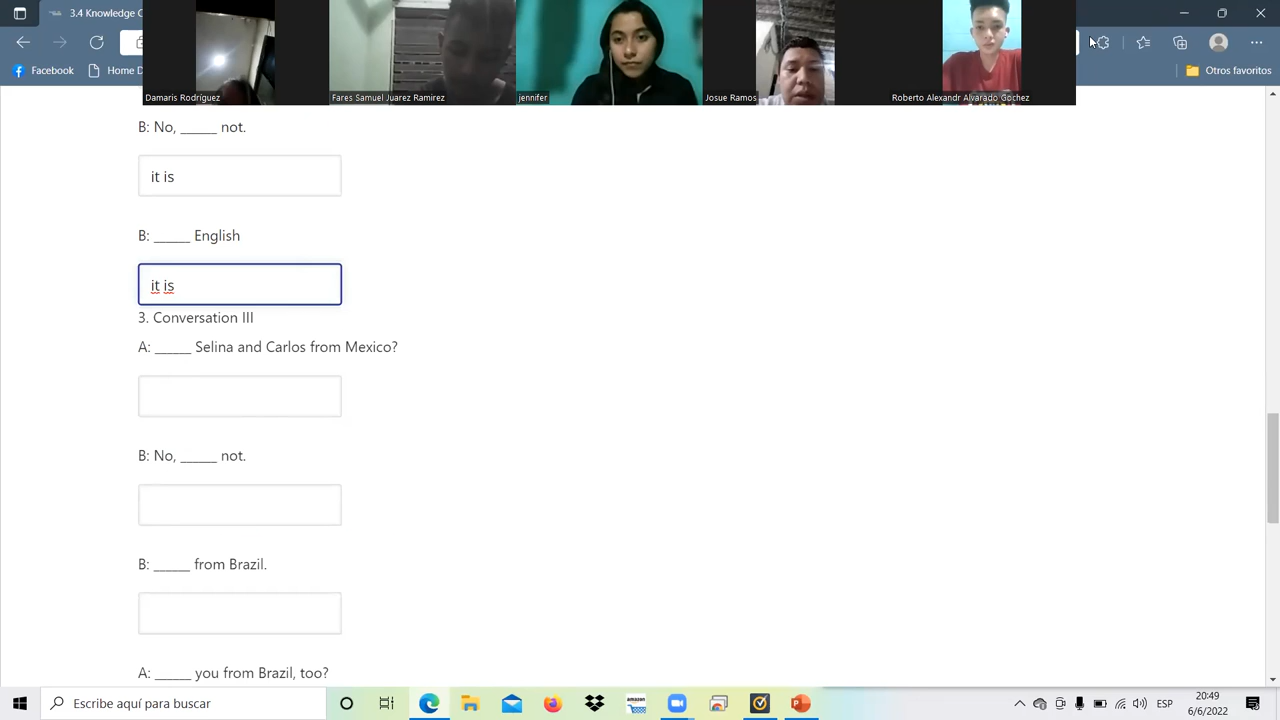 3.4 Knowledge
Facebook
Home D
Otros favoritos
Damaris Rodríguez
Fares Samuel Juarez Ramirez
jennifer
Josue Ramos
Roberto Alexandr Alvarado Gochez
B: No, _____ not.
it is
B: _____ English
it is
3. Conversation III
A: _____ Selina and Carlos from Mexico?
B: No, _____ not.
B: _____ from Brazil.
A: _____ you from Brazil, too?
Escribe aquí para buscar
amazon
ESP
20:49
6/6/2022